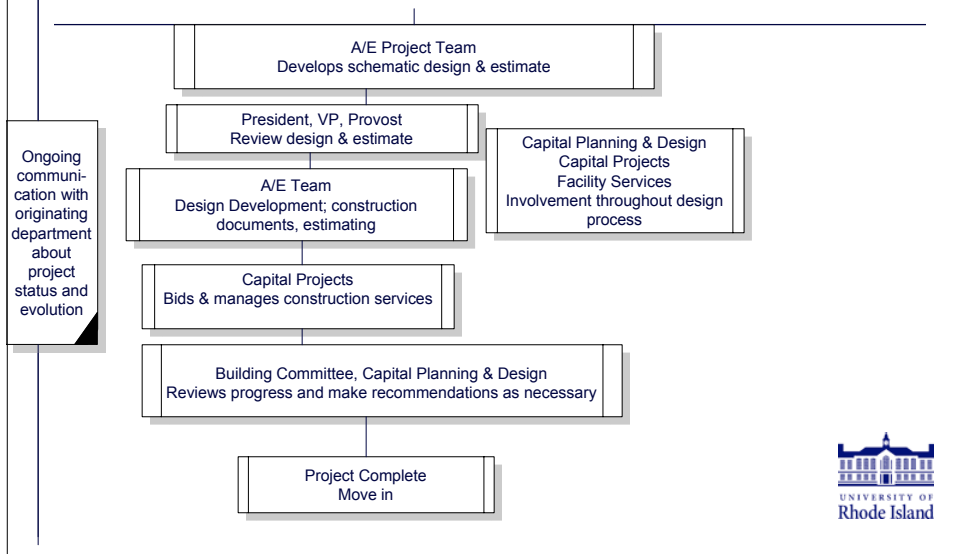 A/E Project Team
Develops schematic design & estimate
President, VP, Provost
Review design & estimate
Capital Planning & Design
Capital Projects
Facility Services
Involvement throughout design
process
Ongoing
communi-
cation with
originating
department
about
project
status and
evolution
A/E Team
Design Development; construction
documents, estimating
Capital Projects
Bids & manages construction services
Building Committee, Capital Planning & Design
Reviews progress and make recommendations as necessary
Project Complete
Move in
UNIVERSITY OF
Rhode Island